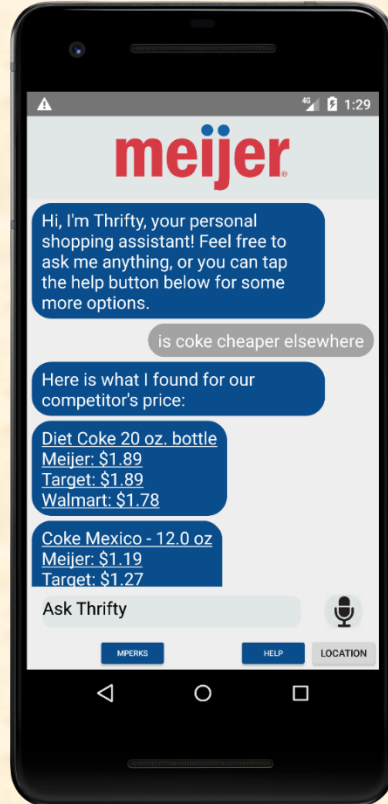 4G 1:29
meijer
Hi, I'm Thrifty, your personal
shopping assistant! Feel free to
ask me anything, or you can tap
the help button below for some
more options.
is coke cheaper elsewhere
Here is what I found for our
competitor's price:
Diet Coke 20 oz. bottle
Meijer: $1.89
Target: $1.89
Walmart: $1.78
Coke Mexico - 12.0 oz
Meijer: $1.19
Target: $1.27
Ask Thrifty
MPERKS HELP LOCATION